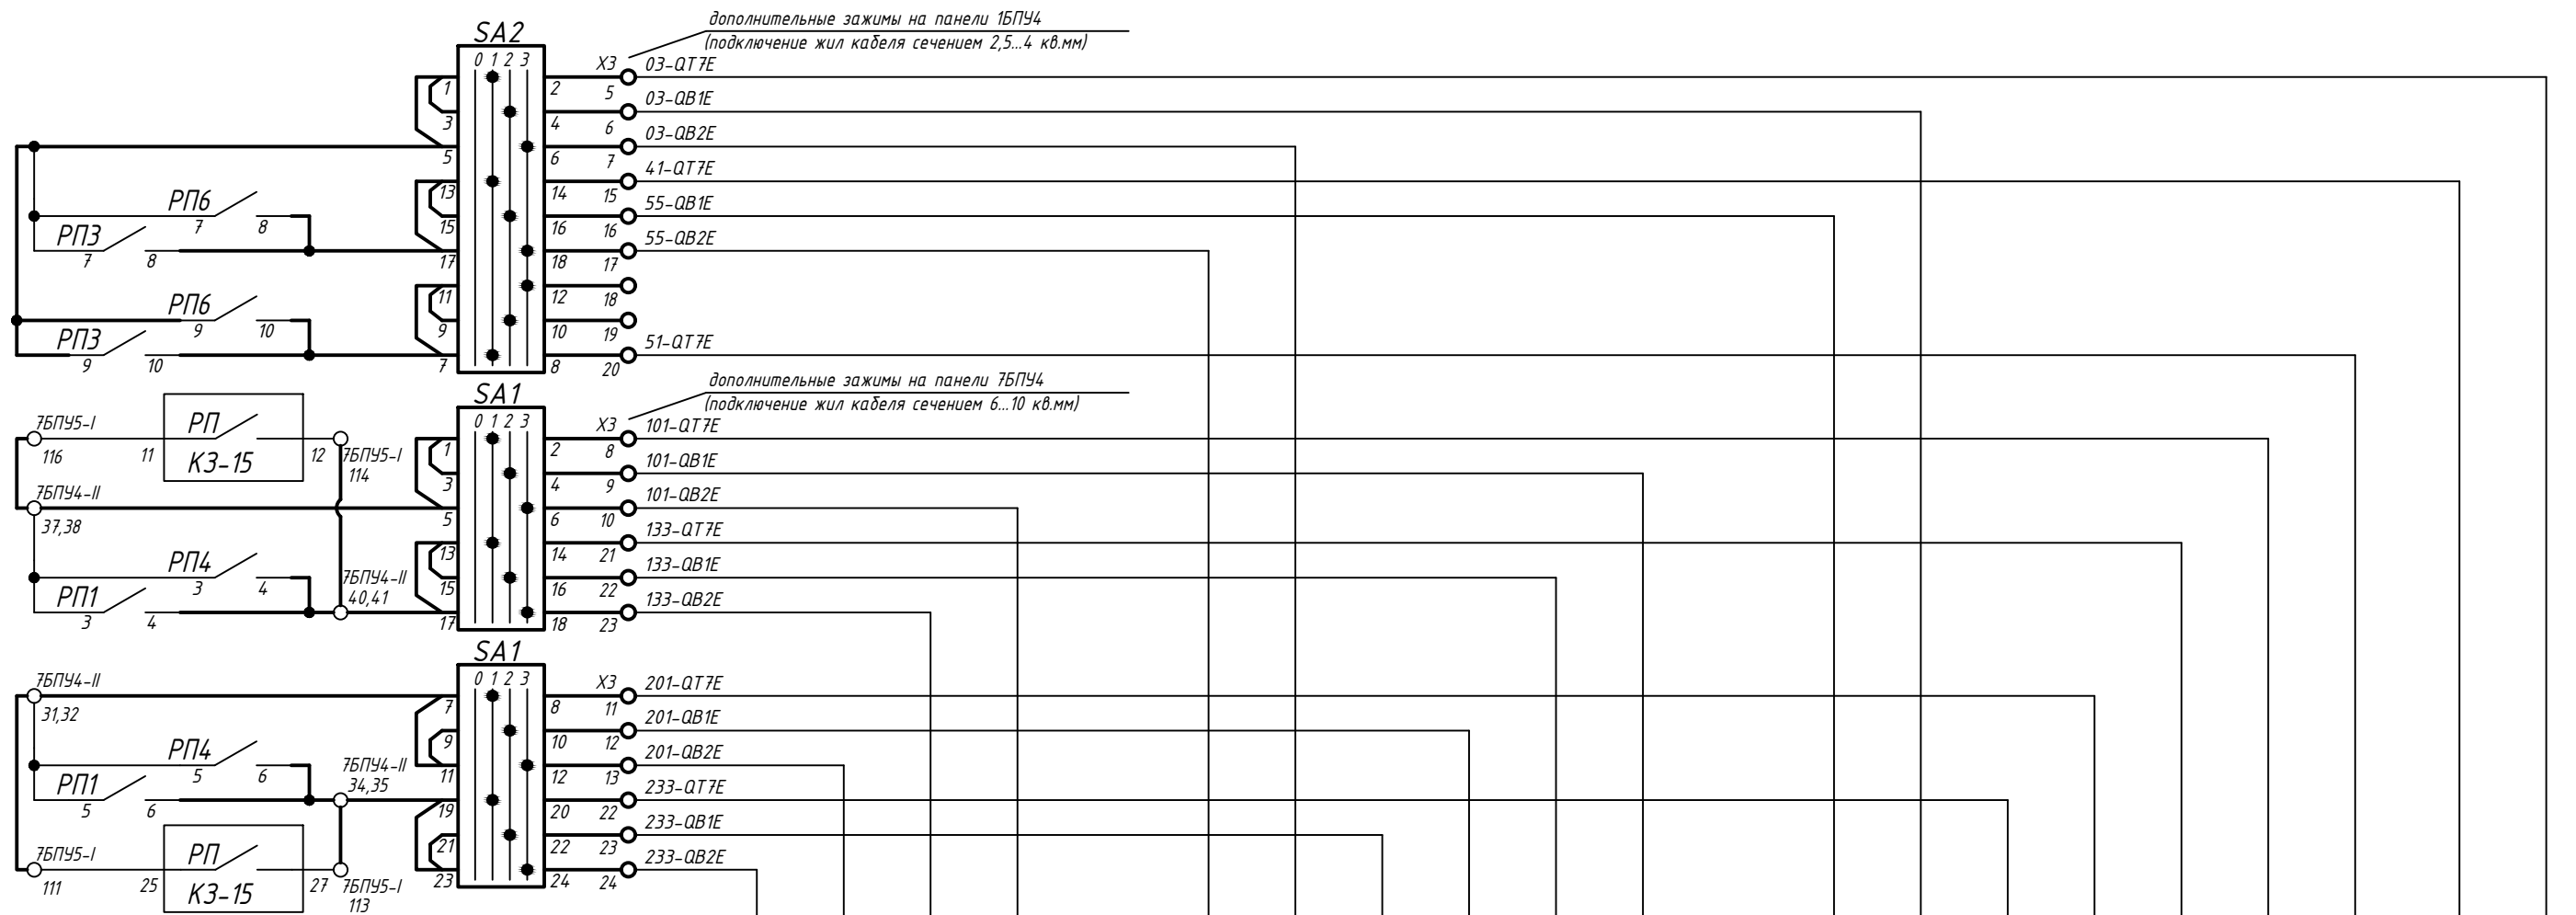 дополнительные зажимы на панели 1БПУ4
(подключение жил кабеля сечением 2,5...4 кв.мм)
SA2
0 1 2 3
X3
1 2 5 03-QT7E
3 4 6 03-QB1E
5 6 7 03-QB2E
13 14 15 41-QT7E
РП6 7 8
15 16 16 55-QB1E
РП3 7 8
17 18 17 55-QB2E
11 12 18
РП6 9 10
9 10 19
РП3 9 10
7 8 20 51-QT7E
дополнительные зажимы на панели 7БПУ4
(подключение жил кабеля сечением 6...10 кв.мм)
SA1
0 1 2 3
X3
7БПУ5-I
116
11 РП 12
КЗ-15
7БПУ5-I
114
1 2 8 101-QT7E
3 4 9 101-QB1E
7БПУ4-II
37,38
5 6 10 101-QB2E
13 14 21 133-QT7E
РП4 3 4
7БПУ4-II
40,41
15 16 22 133-QB1E
РП1 3 4
17 18 23 133-QB2E
SA1
0 1 2 3
X3
7БПУ4-II
31,32
7 8 11 201-QT7E
9 10 12 201-QB1E
РП4 5 6
11 12 13 201-QB2E
РП1 5 6
7БПУ4-II
34,35
19 20 22 233-QT7E
21 22 23 233-QB1E
7БПУ5-I
111
25 РП 27
КЗ-15
7БПУ5-I
113
23 24 24 233-QB2E